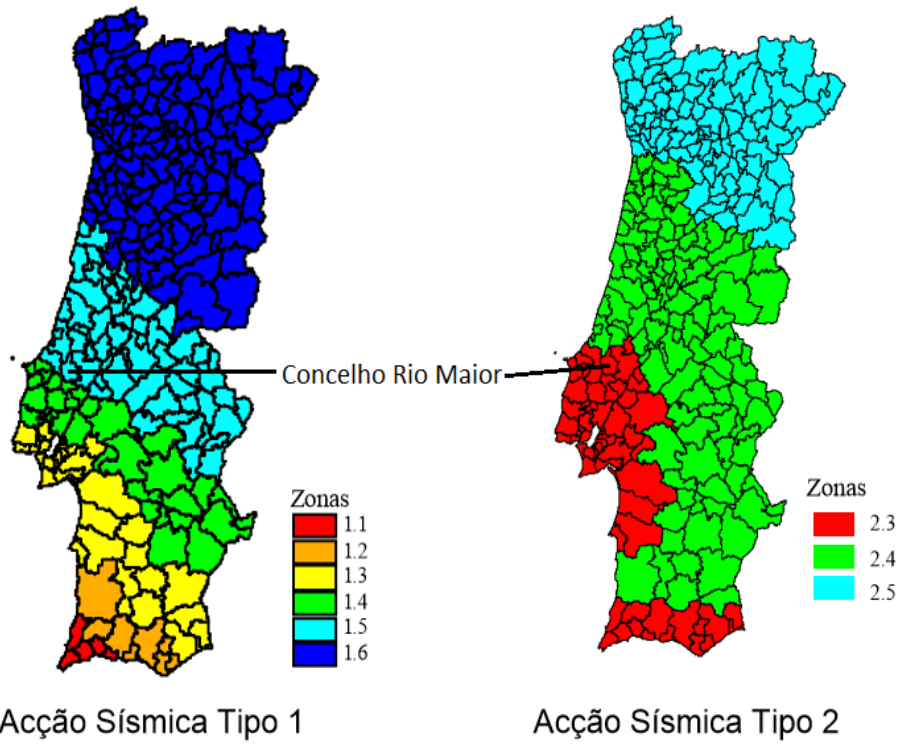 Concelho Rio Maior
Zonas
1.1
1.2
1.3
1.4
1.5
1.6
Zonas
2.3
2.4
2.5
Acção Sísmica Tipo 1
Acção Sísmica Tipo 2